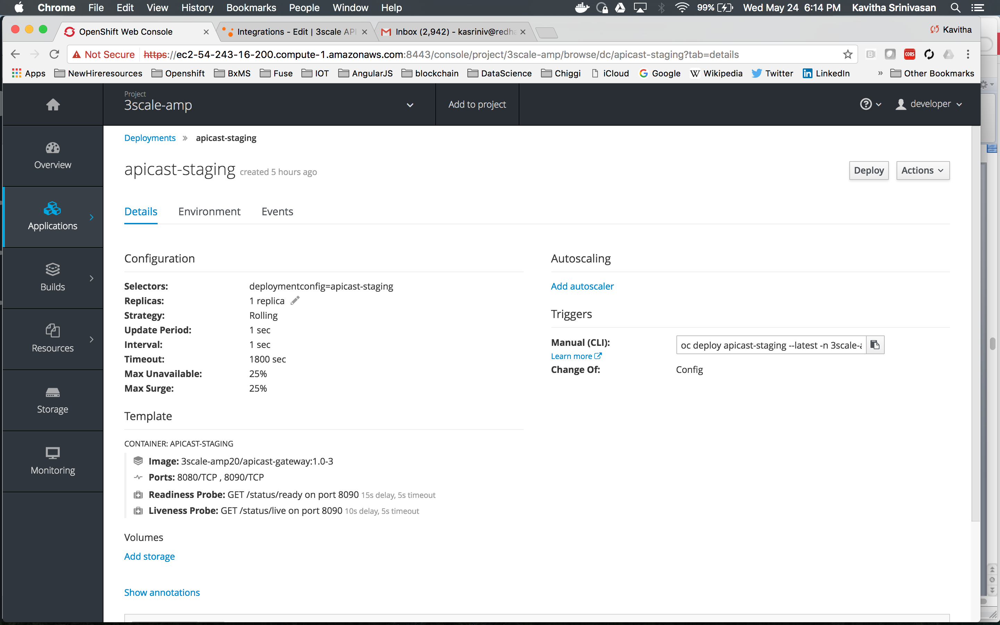 Chrome File Edit View History Bookmarks People Window Help 99% Wed May 24 6:14 PM Kavitha Srinivasan
OpenShift Web Console Integrations - Edit | 3scale API Inbox (2,942) - kasriniv@redha Kavitha
Not Secure https://ec2-54-243-16-200.compute-1.amazonaws.com:8443/console/project/3scale-amp/browse/dc/apicast-staging?tab=details CORS
Apps NewHireresources Openshift BxMS Fuse IOT AngularJS blockchain DataScience Chiggi iCloud Google Wikipedia Twitter LinkedIn » Other Bookmarks
Project
3scale-amp Add to project developer
Deployments » apicast-staging
Overview
apicast-staging created 5 hours ago Deploy Actions
Details Environment Events
Applications
Configuration Autoscaling
Selectors: deploymentconfig=apicast-staging Add autoscaler
Builds
Replicas: 1 replica
Strategy: Rolling Triggers
Update Period: 1 sec
Interval: 1 sec Manual (CLI): oc deploy apicast-staging --latest -n 3scale-a
Resources
Timeout: 1800 sec Learn more
Max Unavailable: 25% Change Of: Config
Max Surge: 25%
Storage
Template
CONTAINER: APICAST-STAGING
Image: 3scale-amp20/apicast-gateway:1.0-3
Monitoring
Ports: 8080/TCP , 8090/TCP
Readiness Probe: GET /status/ready on port 8090 15s delay, 5s timeout
Liveness Probe: GET /status/live on port 8090 10s delay, 5s timeout
Volumes
Add storage
Show annotations